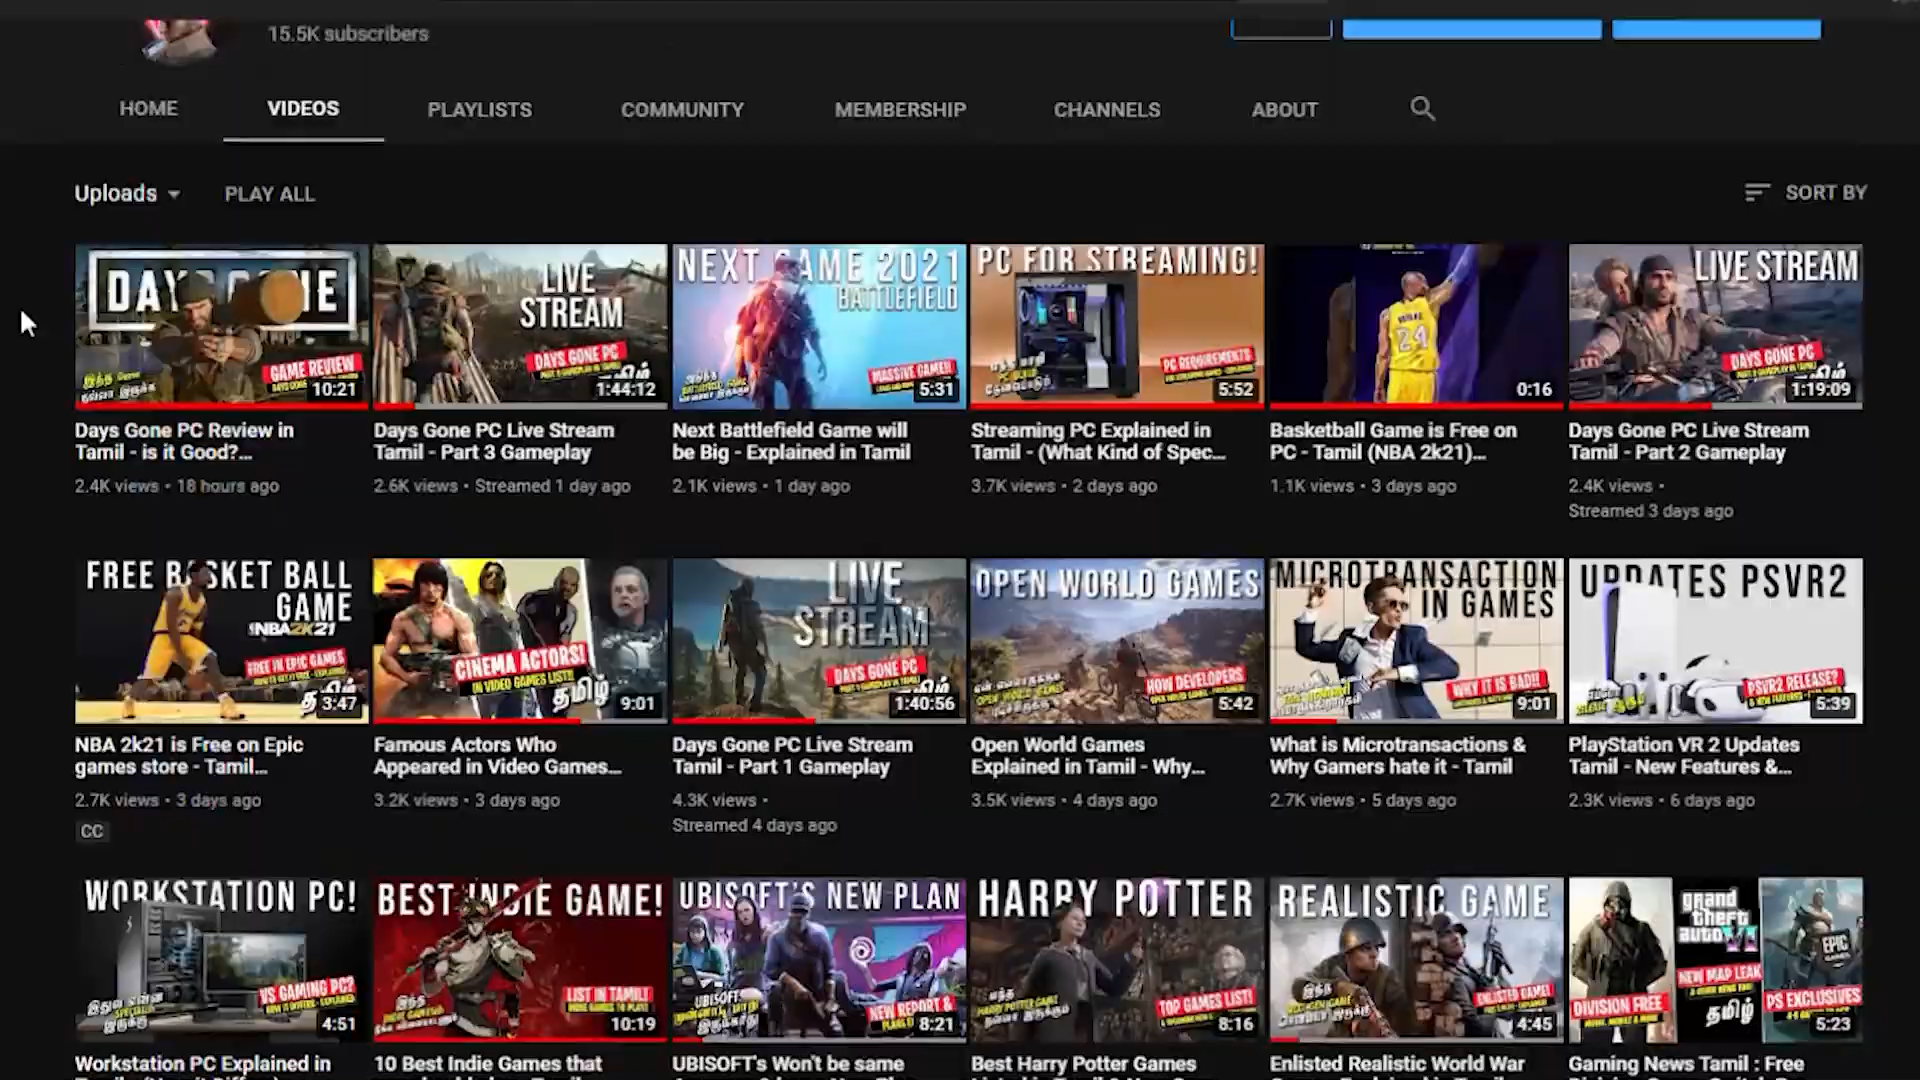 15.5K subscribers
HOME
VIDEOS
PLAYLISTS
COMMUNITY
MEMBERSHIP
CHANNELS
ABOUT
Uploads
PLAY ALL
SORT BY
GAME REVIEW
10:21
LIVE
STREAM
DAYS GONE PC
1:44:12
NEXT GAME 2021
BATTLEFIELD
MASSIVE GAME!!
5:31
PC FOR STREAMING!
PC REQUIREMENTS
5:52
24
0:16
LIVE STREAM
DAYS GONE PC
1:19:09
Days Gone PC Review in
Tamil - is it Good?...
2.4K views • 18 hours ago
Days Gone PC Live Stream
Tamil - Part 3 Gameplay
2.6K views • Streamed 1 day ago
Next Battlefield Game will
be Big - Explained in Tamil
2.1K views • 1 day ago
Streaming PC Explained in
Tamil - (What Kind of Spec...
3.7K views • 2 days ago
Basketball Game is Free on
PC - Tamil (NBA 2k21)...
1.1K views • 3 days ago
Days Gone PC Live Stream
Tamil - Part 2 Gameplay
2.4K views •
Streamed 3 days ago
FREE BASKET BALL
GAME
NBA2K21
FREE IN EPIC GAMES
3:47
CINEMA ACTORS!
IN VIDEO GAMES LIST!!
தமிழ்
9:01
LIVE
STREAM
DAYS GONE PC
1:40:56
OPEN WORLD GAMES
HOW DEVELOPERS
5:42
MICROTRANSACTION
IN GAMES
WHY IT IS BAD!!
9:01
UPDATES PSVR2
PSVR2 RELEASE?
5:39
NBA 2k21 is Free on Epic
games store - Tamil...
2.7K views • 3 days ago
CC
Famous Actors Who
Appeared in Video Games...
3.2K views • 3 days ago
Days Gone PC Live Stream
Tamil - Part 1 Gameplay
4.3K views •
Streamed 4 days ago
Open World Games
Explained in Tamil - Why...
3.5K views • 4 days ago
What is Microtransactions &
Why Gamers hate it - Tamil
2.7K views • 5 days ago
PlayStation VR 2 Updates
Tamil - New Features &...
2.3K views • 6 days ago
WORKSTATION PC!
VS GAMING PC?
4:51
BEST INDIE GAME!
LIST IN TAMIL!
10:19
UBISOFT'S NEW PLAN
UBISOFT
NEW REPORT &
8:21
HARRY POTTER
TOP GAMES LIST!
8:16
REALISTIC GAME
ENLISTED GAME!
4:45
grand
theft
auto VI
EPIC
GAMES
NEW MAP LEAK
DIVISION FREE
தமிழ்
PS EXCLUSIVES
5:23
Workstation PC Explained in
10 Best Indie Games that
UBISOFT's Won't be same
Best Harry Potter Games
Enlisted Realistic World War
Gaming News Tamil : Free